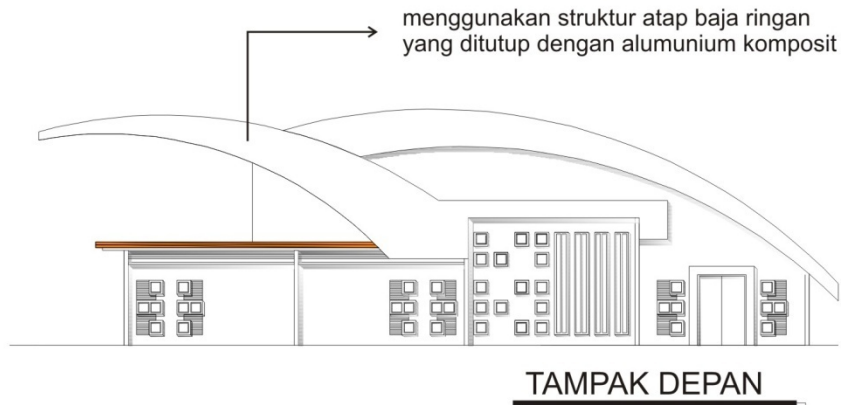 menggunakan struktur atap baja ringan
yang ditutup dengan alumunium komposit
TAMPAK DEPAN